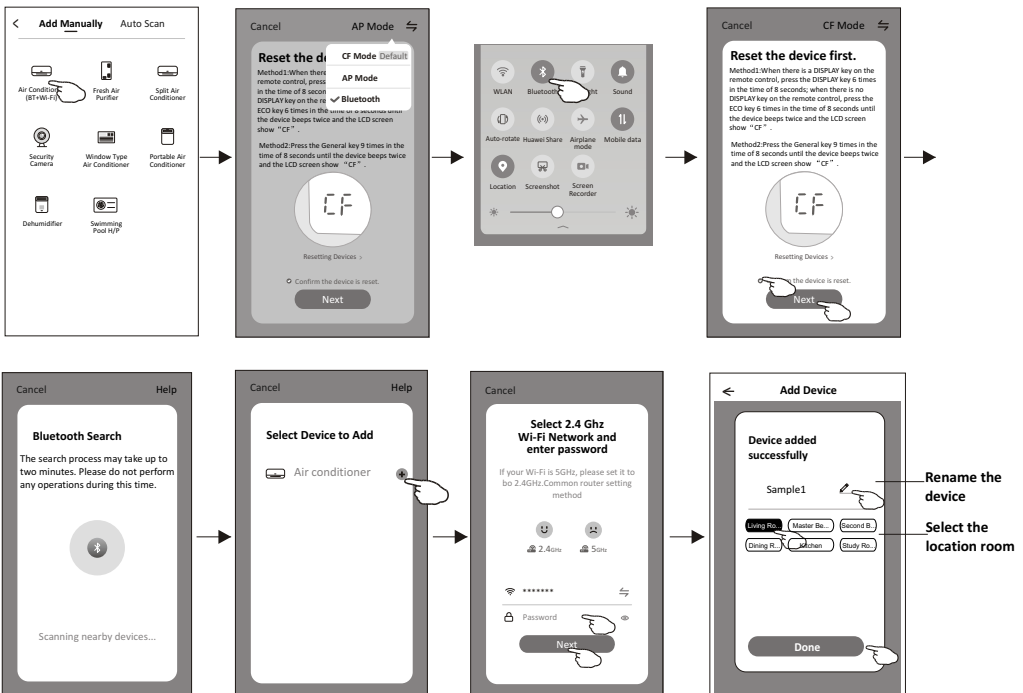 Add Manually Auto Scan
Air Conditioner
(BT+Wi-Fi)
Fresh Air
Purifier
Split Air
Conditioner
Security
Camera
Window Type
Air Conditioner
Portable Air
Conditioner
Dehumidifier
Swimming
Pool H/P
Cancel AP Mode
Reset the de
CF Mode Default
AP Mode
Bluetooth
Method1:When there
remote control, press
in the time of 8 secon
DISPLAY key on the re
ECO key 6 times in the time of 8 seconds until
the device beeps twice and the LCD screen
show “CF”.
Method2:Press the General key 9 times in the
time of 8 seconds until the device beeps twice
and the LCD screen show “CF”.
CF
Resetting Devices >
Confirm the device is reset.
Next
WLAN
Bluetooth
ht
Sound
Auto-rotate
Huawei Share
Airplane
mode
Mobile data
Location
Screenshot
Screen
Recorder
Cancel CF Mode
Reset the device first.
Method1:When there is a DISPLAY key on the
remote control, press the DISPLAY key 6 times
in the time of 8 seconds; when there is no
DISPLAY key on the remote control, press the
ECO key 6 times in the time of 8 seconds until
the device beeps twice and the LCD screen
show “CF”.
Method2:Press the General key 9 times in the
time of 8 seconds until the device beeps twice
and the LCD screen show “CF”.
CF
Resetting Devices >
m the device is reset.
Next
Cancel Help
Bluetooth Search
The search process may take up to
two minutes. Please do not perform
any operations during this time.
Scanning nearby devices...
Cancel Help
Select Device to Add
Air conditioner
Cancel
Select 2.4 Ghz
Wi-Fi Network and
enter password
If your Wi-Fi is 5GHz, please set it to
bo 2.4GHz.Common router setting
method
2.4GHz 5GHz
*******
Password
Next
Add Device
Device added
successfully
Sample1
Living Ro... Master Be... Second B...
Dining R... Kitchen Study Ro...
Done
Rename the
device
Select the
location room